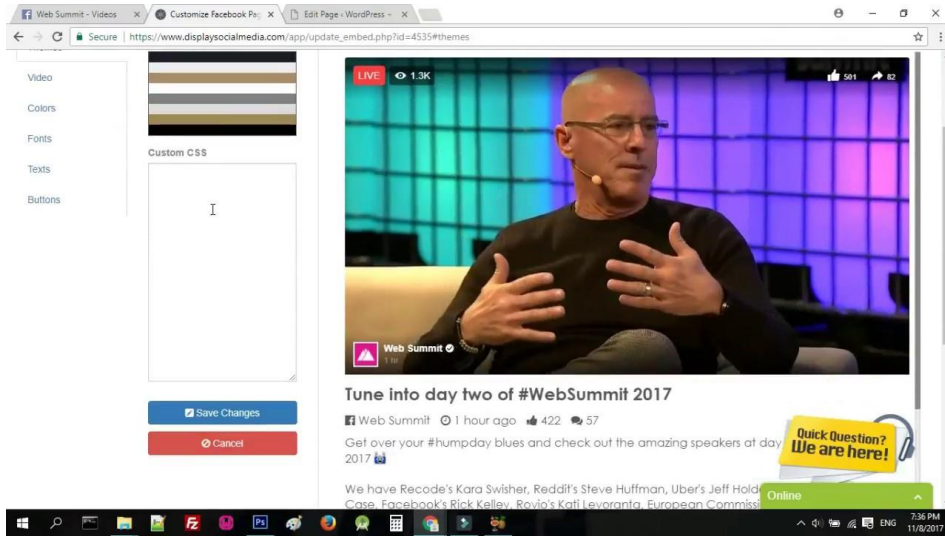 Web Summit - Videos
Customize Facebook Pag
Edit Page ‹ WordPress –
Secure
https://www.displaysocialmedia.com/app/update_embed.php?id=4535#themes
Video
Colors
Fonts
Texts
Buttons
Custom CSS
Save Changes
Cancel
LIVE 1.3K
501 82
Web Summit
1 hr
Tune into day two of #WebSummit 2017
Web Summit 1 hour ago 422 57
Get over your #humpday blues and check out the amazing speakers at day
2017
We have Recode's Kara Swisher, Reddit's Steve Huffman, Uber's Jeff Hold
Case, Facebook's Rick Kelley, Rovio's Kati Levoranta, European Commissi
Quick Question?
We are here!
Online
Fz
Ps
ENG
7:36 PM
11/8/2017